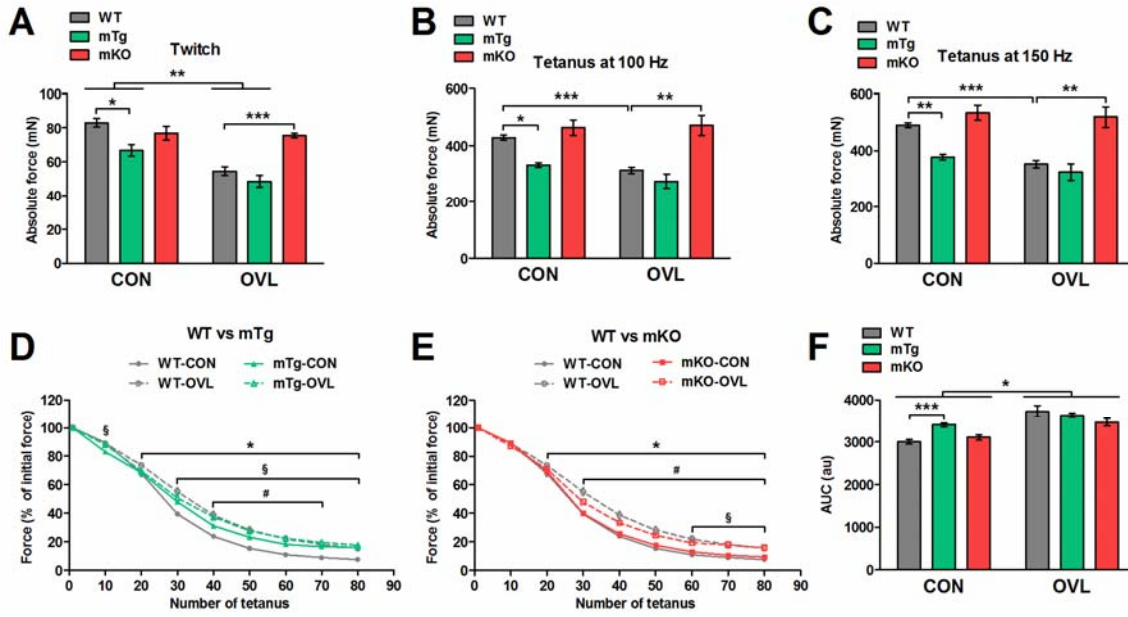 A
WT
mTg
mKO
Twitch
**
*
***
Absolute force (mN)
100
80
60
40
20
0
CON
OVL
B
WT
mTg
mKO
Tetanus at 100 Hz
***
**
*
Absolute force (mN)
600
400
200
0
CON
OVL
C
WT
mTg
mKO
Tetanus at 150 Hz
***
**
**
Absolute force (mN)
600
400
200
0
CON
OVL
D
WT vs mTg
WT-CON
mTg-CON
WT-OVL
mTg-OVL
Force (% of initial force)
120
100
80
60
40
20
0
§
*
§
#
0 10 20 30 40 50 60 70 80 90
Number of tetanus
E
WT vs mKO
WT-CON
mKO-CON
WT-OVL
mKO-OVL
Force (% of initial force)
120
100
80
60
40
20
0
*
#
§
0 10 20 30 40 50 60 70 80 90
Number of tetanus
F
WT
mTg
mKO
*
***
AUC (au)
4000
3000
2000
1000
0
CON
OVL